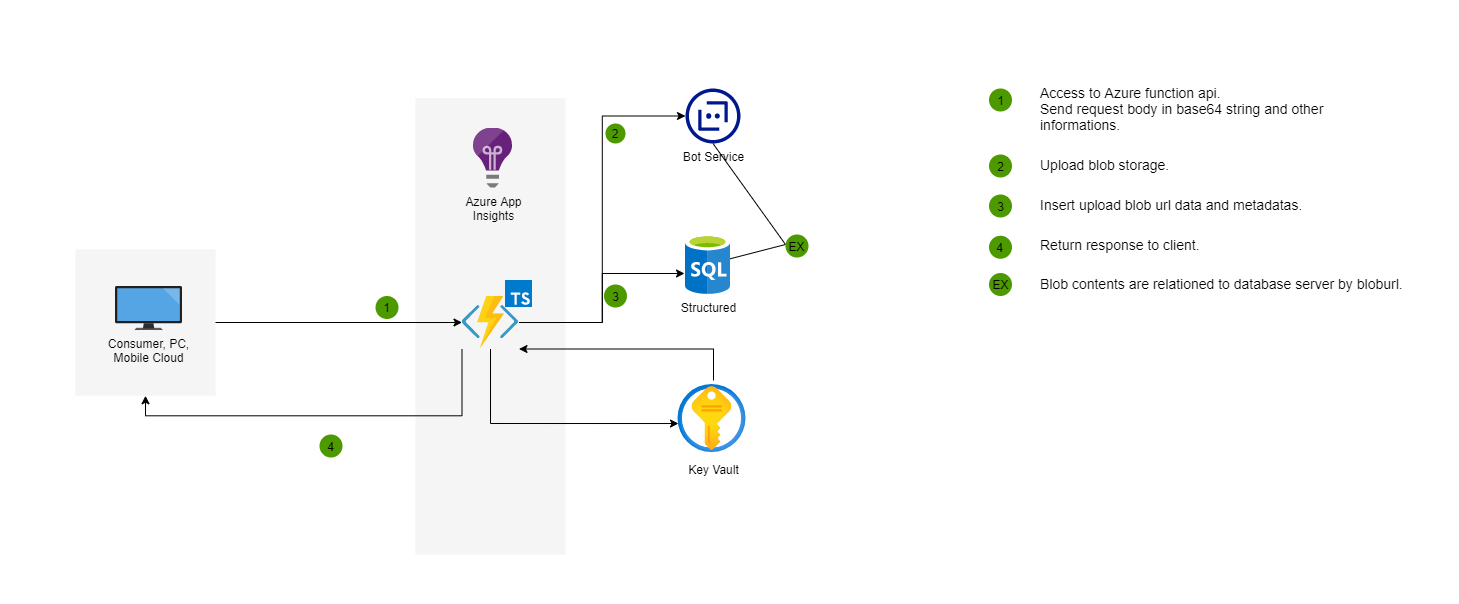 Azure App
Insights
TS
1
Consumer, PC,
Mobile Cloud
4
2
Bot Service
SQL
Structured
3
EX
Key Vault
1
Access to Azure function api.
Send request body in base64 string and other
informations.
2
Upload blob storage.
3
Insert upload blob url data and metadatas.
4
Return response to client.
EX
Blob contents are relationed to database server by bloburl.